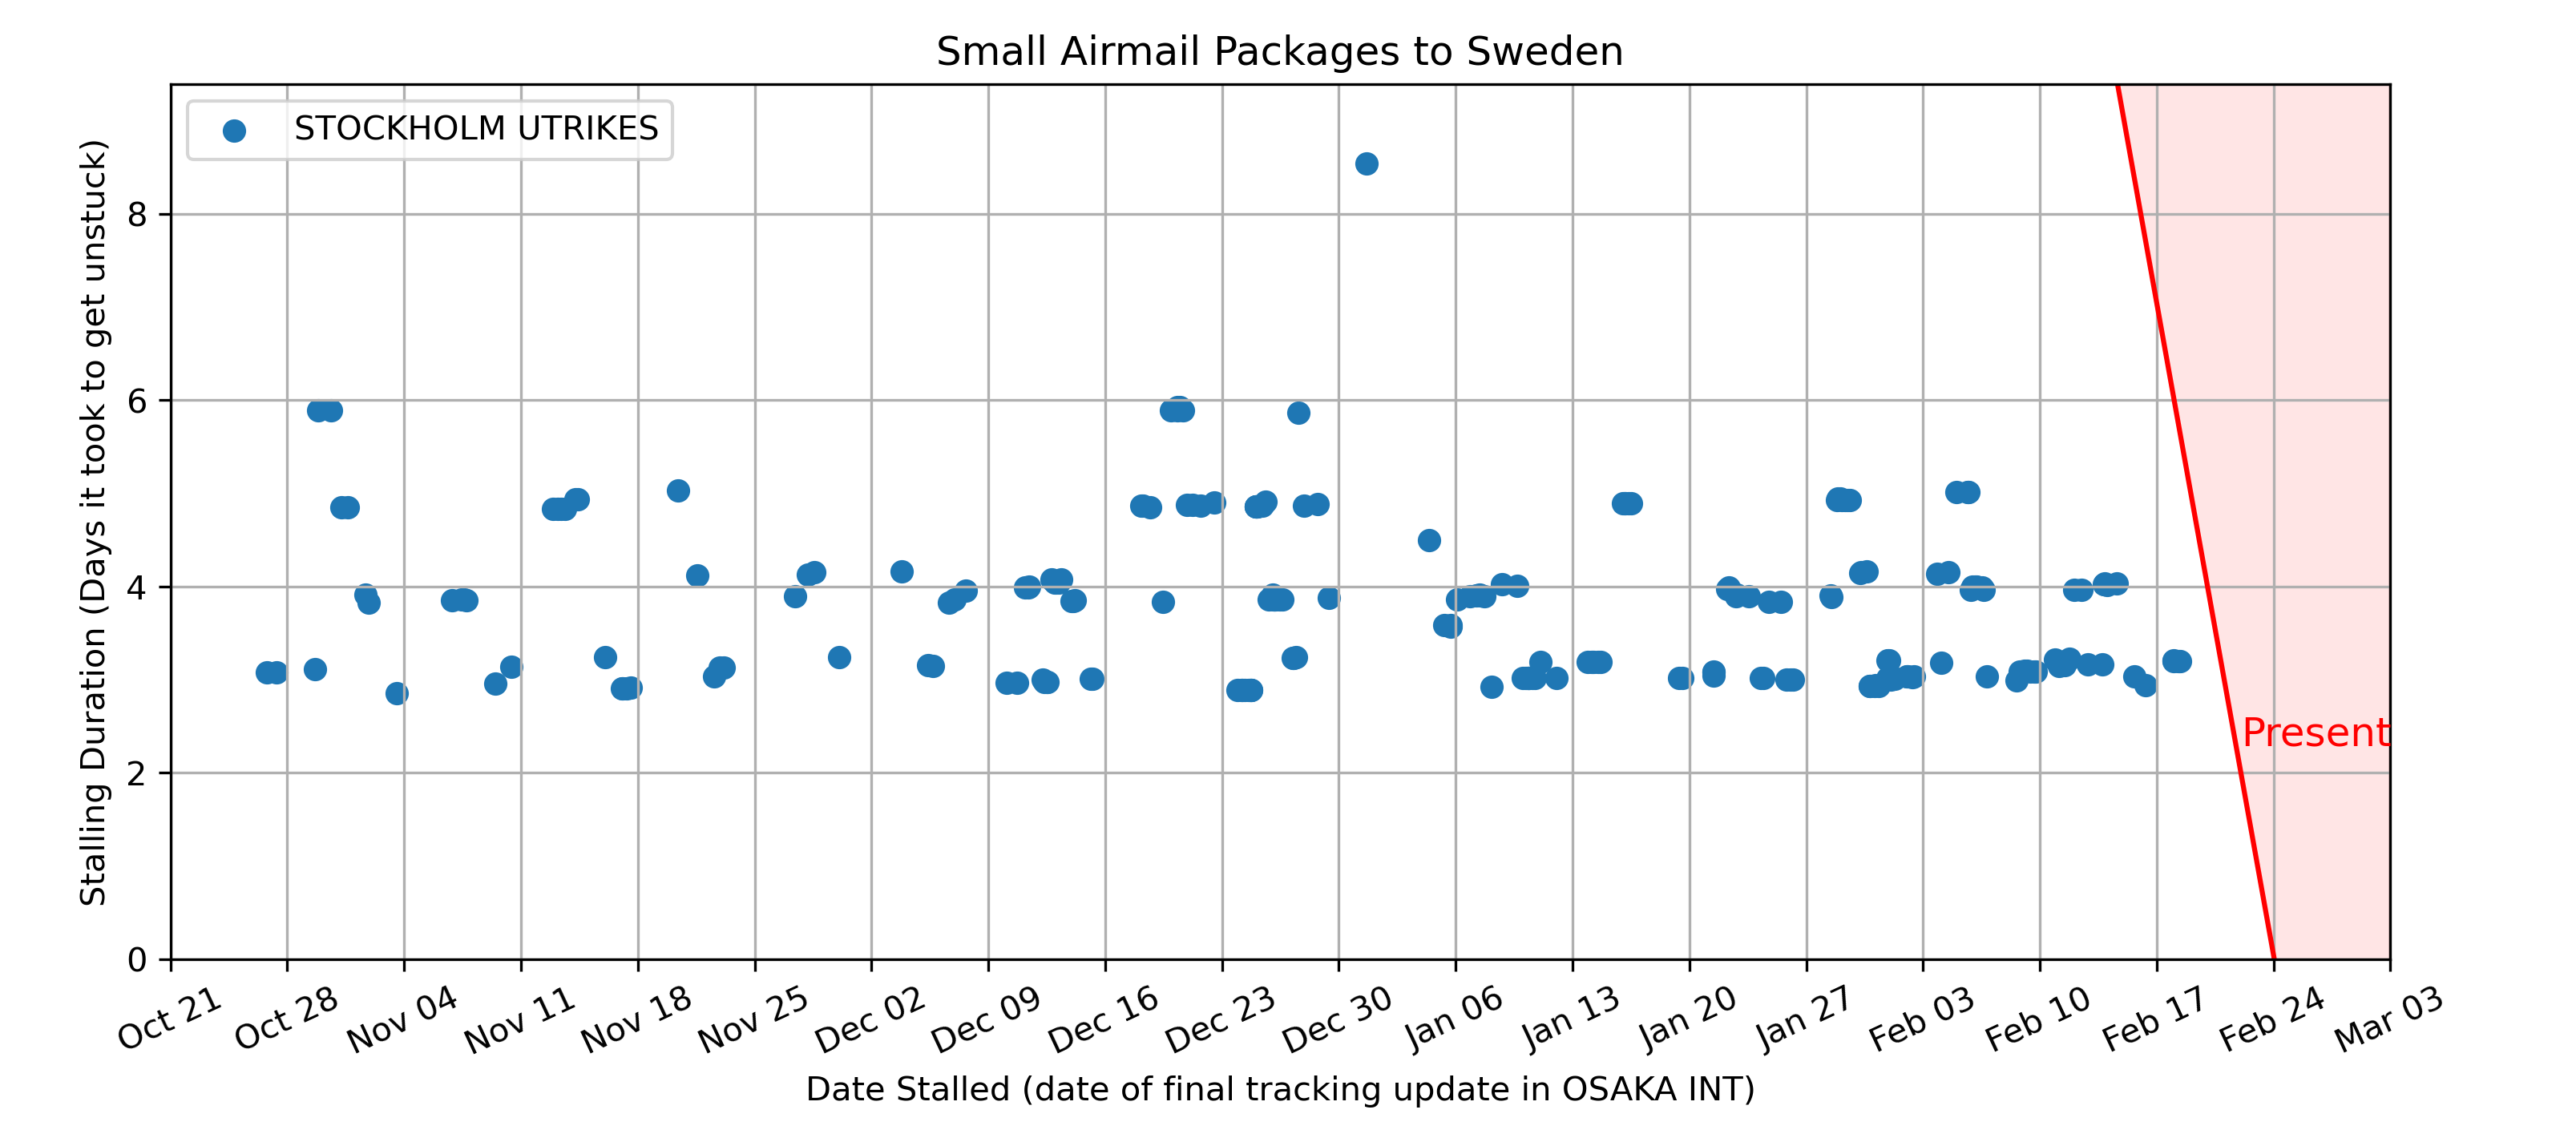 Small Airmail Packages to Sweden
STOCKHOLM UTRIKES
Stalling Duration (Days it took to get unstuck)
8
6
4
2
0
Present
Oct 21
Oct 28
Nov 04
Nov 11
Nov 18
Nov 25
Dec 02
Dec 09
Dec 16
Dec 23
Dec 30
Jan 06
Jan 13
Jan 20
Jan 27
Feb 03
Feb 10
Feb 17
Feb 24
Mar 03
Date Stalled (date of final tracking update in OSAKA INT)